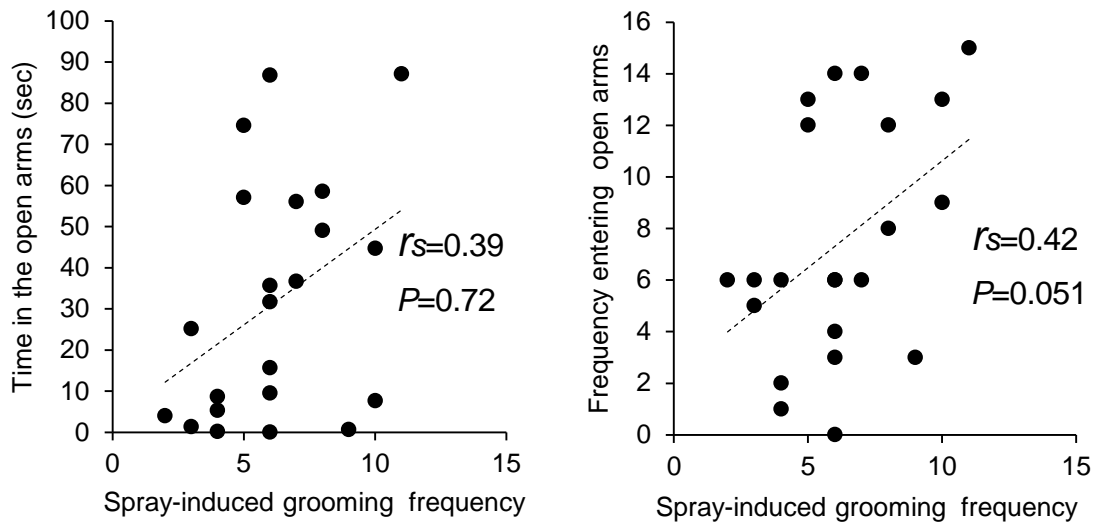 100
90
80
70
60
50
40
30
20
10
0
Time in the open arms (sec)
rs=0.39
P=0.72
0 5 10 15
Spray-induced grooming frequency
16
14
12
10
8
6
4
2
0
Frequency entering open arms
rs=0.42
P=0.051
0 5 10 15
Spray-induced grooming frequency